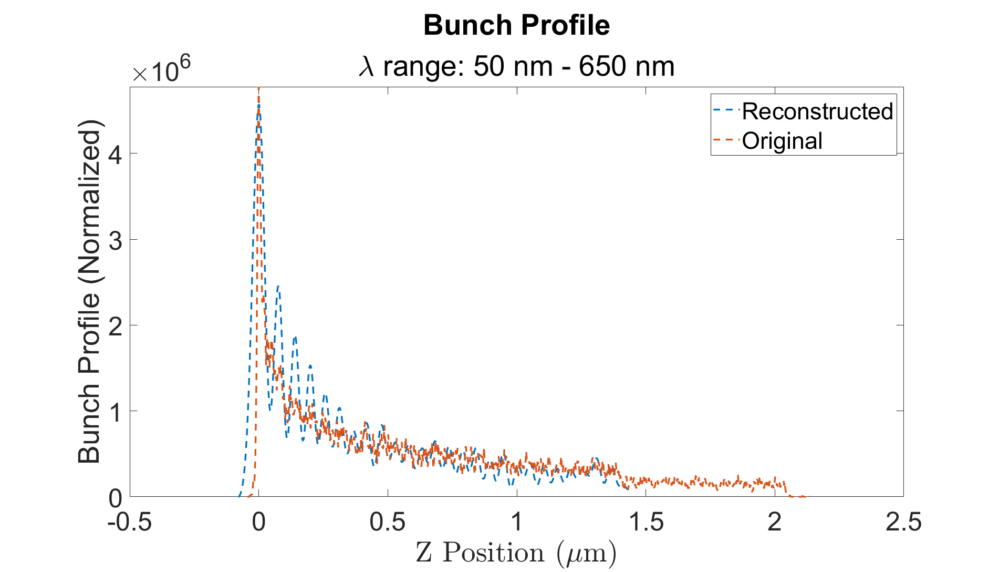 Bunch Profile
λ range: 50 nm - 650 nm
×10^6
Reconstructed
Original
Bunch Profile (Normalized)
4
3
2
1
0
-0.5 0 0.5 1 1.5 2 2.5
Z Position (μm)